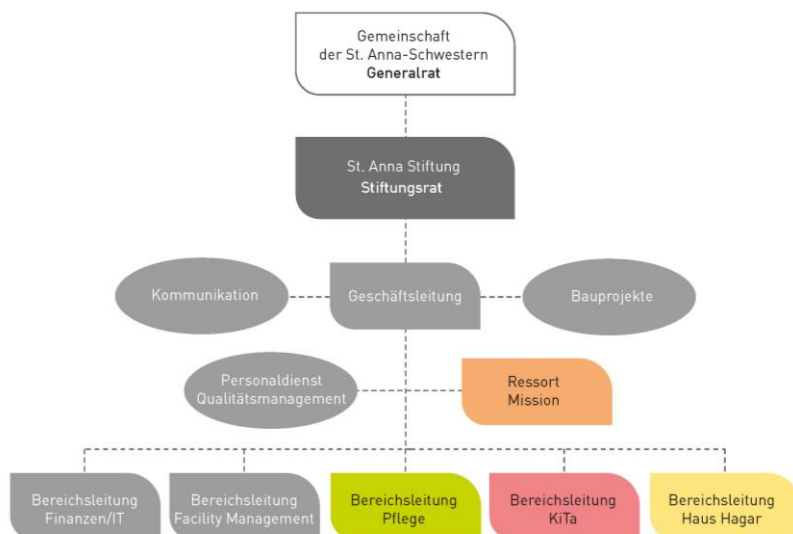 Gemeinschaft
der St. Anna-Schwestern
Generalrat
St. Anna Stiftung
Stiftungsrat
Kommunikation
Geschäftsleitung
Bauprojekte
Personaldienst
Qualitätsmanagement
Ressort
Mission
Bereichsleitung
Finanzen/IT
Bereichsleitung
Facility Management
Bereichsleitung
Pflege
Bereichsleitung
KiTa
Bereichsleitung
Haus Hagar